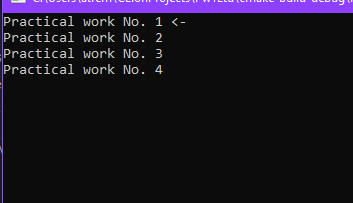 Practical work No. 1 <-
Practical work No. 2
Practical work No. 3
Practical work No. 4